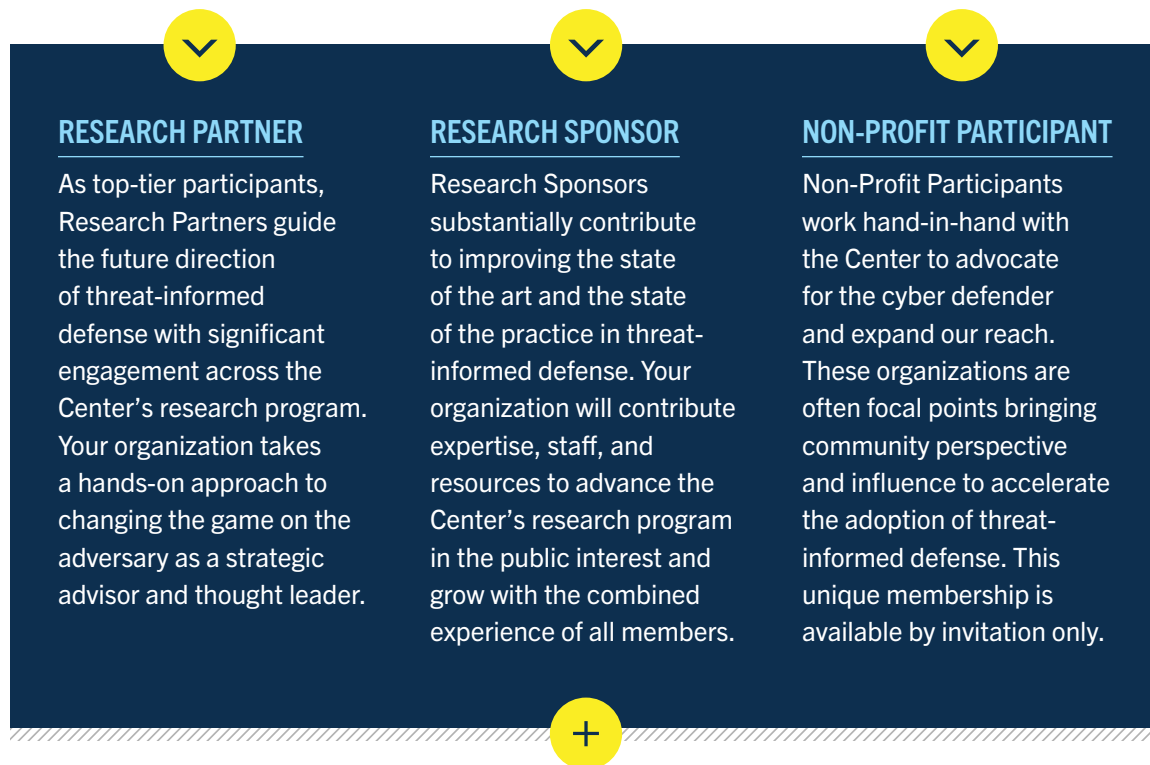 RESEARCH PARTNER
As top-tier participants,
Research Partners guide
the future direction
of threat-informed
defense with significant
engagement across the
Center's research program.
Your organization takes
a hands-on approach to
changing the game on the
adversary as a strategic
advisor and thought leader.
RESEARCH SPONSOR
Research Sponsors
substantially contribute
to improving the state
of the art and the state
of the practice in threat-
informed defense. Your
organization will contribute
expertise, staff, and
resources to advance the
Center's research program
in the public interest and
grow with the combined
experience of all members.
NON-PROFIT PARTICIPANT
Non-Profit Participants
work hand-in-hand with
the Center to advocate
for the cyber defender
and expand our reach.
These organizations are
often focal points bringing
community perspective
and influence to accelerate
the adoption of threat-
informed defense. This
unique membership is
available by invitation only.
+